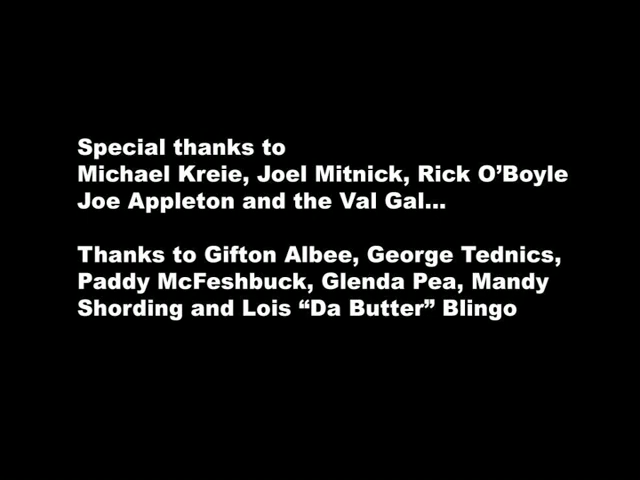 Special thanks to
Michael Kreie, Joel Mitnick, Rick O’Boyle
Joe Appleton and the Val Gal...
Thanks to Gifton Albee, George Tednics,
Paddy McFeshbuck, Glenda Pea, Mandy
Shording and Lois “Da Butter” Blingo